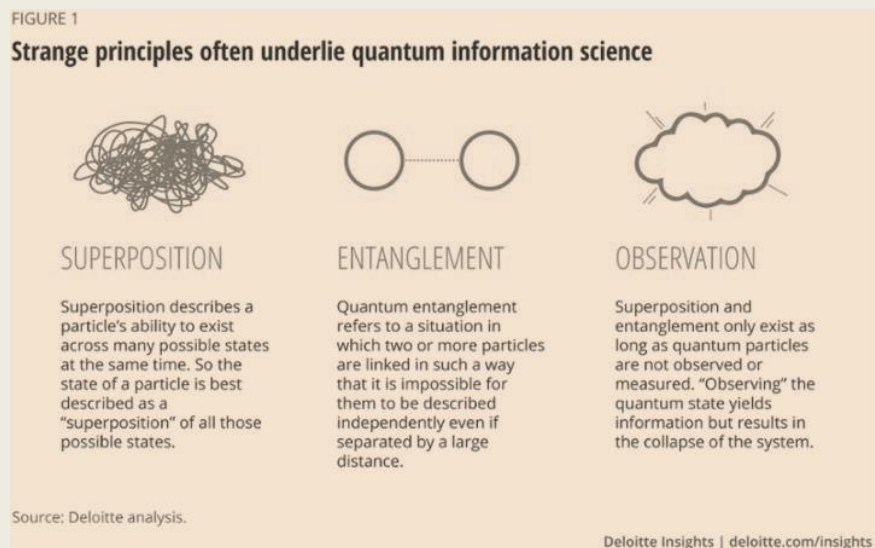 FIGURE 1
Strange principles often underlie quantum information science
SUPERPOSITION
Superposition describes a
particle's ability to exist
across many possible states
at the same time. So the
state of a particle is best
described as a
“superposition” of all those
possible states.
ENTANGLEMENT
Quantum entanglement
refers to a situation in
which two or more particles
are linked in such a way
that it is impossible for
them to be described
independently even if
separated by a large
distance.
OBSERVATION
Superposition and
entanglement only exist as
long as quantum particles
are not observed or
measured. “Observing” the
quantum state yields
information but results in
the collapse of the system.
Source: Deloitte analysis.
Deloitte Insights | deloitte.com/insights